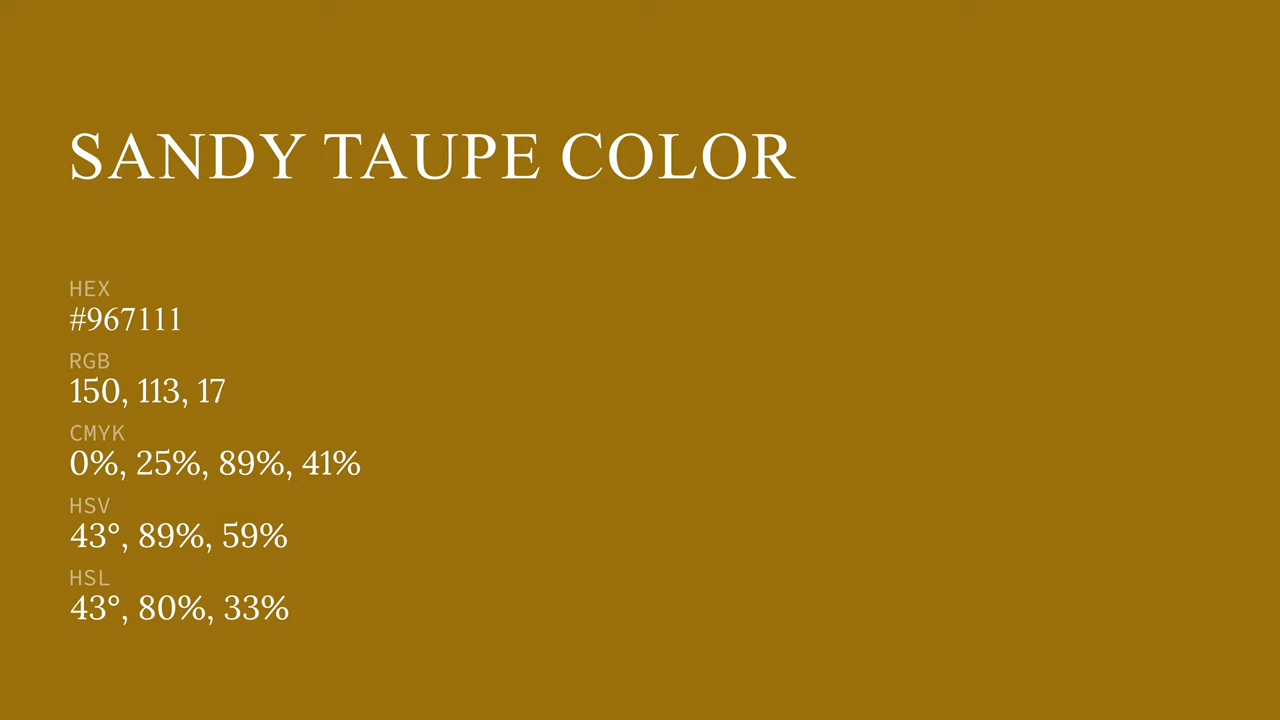 SANDY TAUPE COLOR
HEX
#967111
RGB
150, 113, 17
CMYK
0%, 25%, 89%, 41%
HSV
43°, 89%, 59%
HSL
43°, 80%, 33%